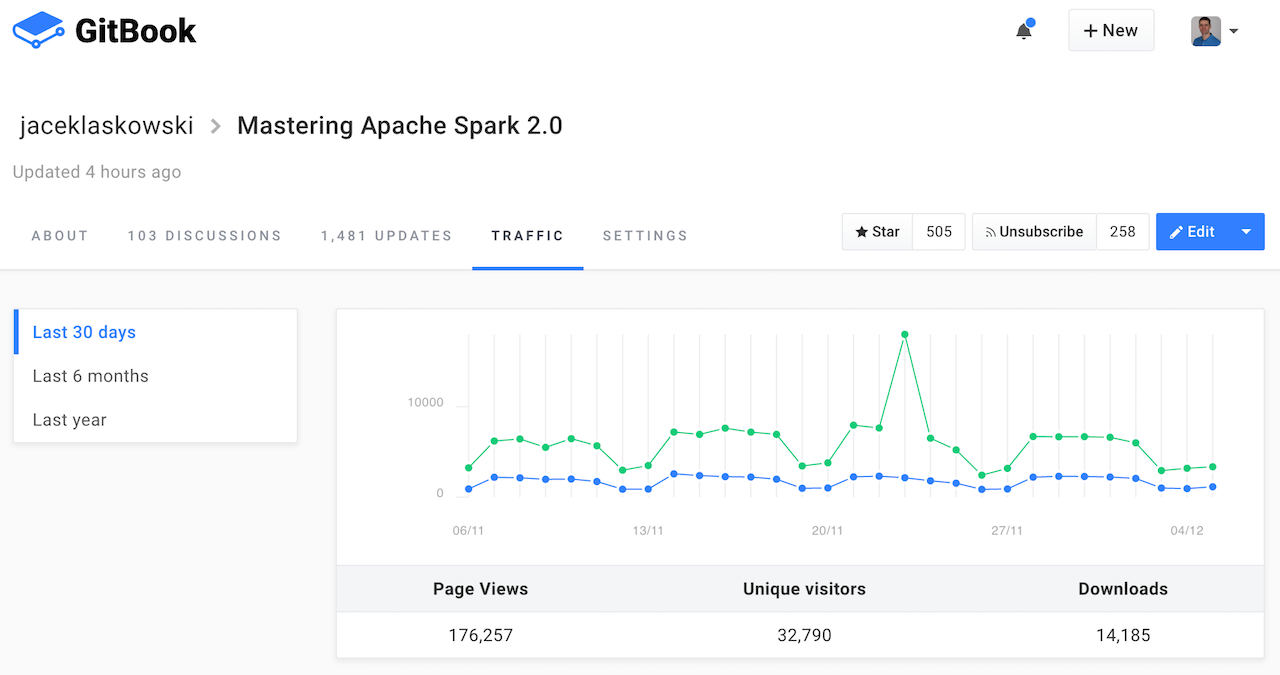 GitBook
+ New
jaceklaskowski > Mastering Apache Spark 2.0
Updated 4 hours ago
ABOUT 103 DISCUSSIONS 1,481 UPDATES TRAFFIC SETTINGS
Star 505 Unsubscribe 258 Edit
Last 30 days
Last 6 months
Last year
10000
0
06/11 13/11 20/11 27/11 04/12
Page Views Unique visitors Downloads
176,257 32,790 14,185